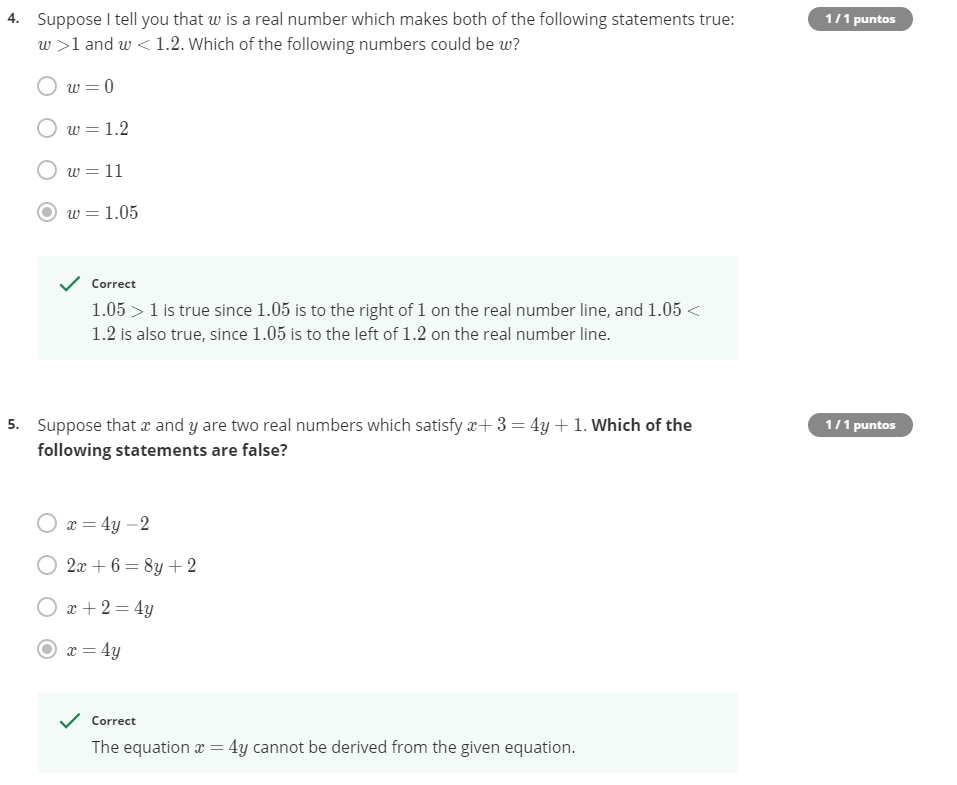 4. Suppose I tell you that w is a real number which makes both of the following statements true: 1 / 1 puntos
w >1 and w < 1.2. Which of the following numbers could be w?
w = 0
w = 1.2
w = 11
w = 1.05
Correct
1.05 > 1 is true since 1.05 is to the right of 1 on the real number line, and 1.05 <
1.2 is also true, since 1.05 is to the left of 1.2 on the real number line.
5. Suppose that x and y are two real numbers which satisfy x+ 3 = 4y + 1. Which of the 1 / 1 puntos
following statements are false?
x = 4y −2
2x + 6 = 8y + 2
x + 2 = 4y
x = 4y
Correct
The equation x = 4y cannot be derived from the given equation.